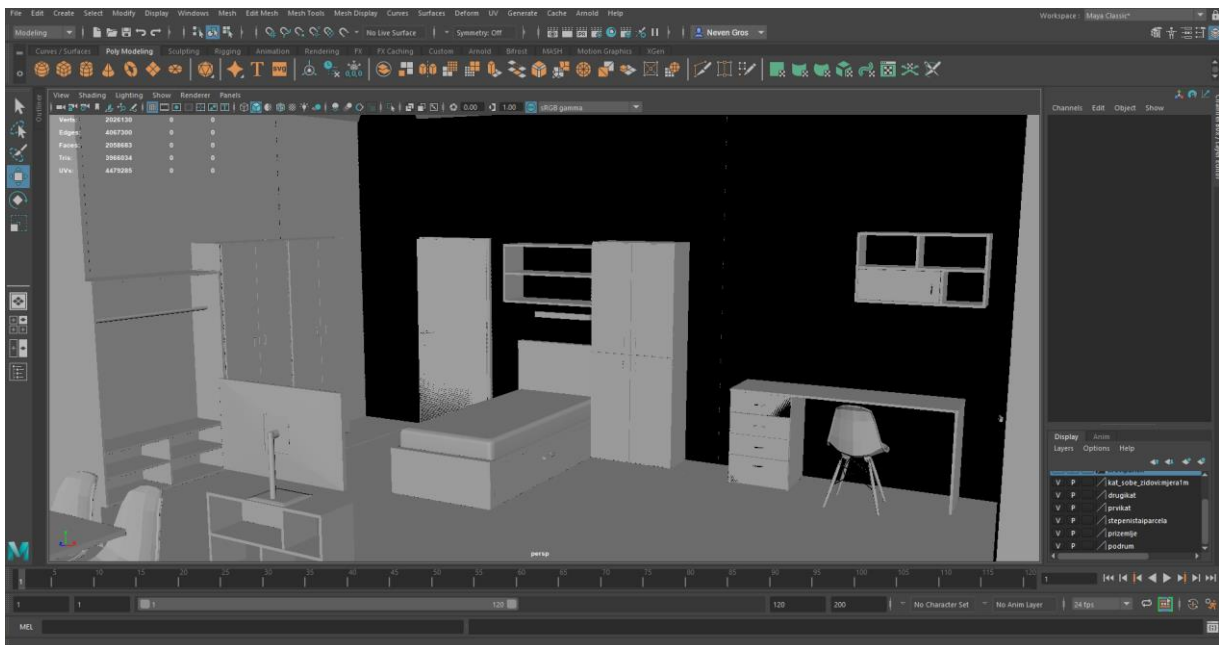 File Edit Create Select Modify Display Windows Mesh Edit Mesh Mesh Tools Mesh Display Curves Surfaces Deform UV Generate Cache Arnold Help
Workspace : Maya Classic*
Modeling No Live Surface Symmetry: Off Neven Gros
Curves / Surfaces Poly Modeling Sculpting Rigging Animation Rendering FX FX Caching Custom Arnold Bifrost MASH Motion Graphics XGen
View Shading Lighting Show Renderer Panels
0.00 1.00 sRGB gamma
Channels Edit Object Show
Outliner
Verts: 2026130 0 0
Edges: 4067300 0 0
Faces: 2058683 0 0
Tris: 3966034 0 0
UVs: 4479205 0 0
persp
Display Anim
Layers Options Help
V P kat_sobe_zidovi:mjera1m
V P drugikat
V P prvikat
V P stepenistaiparcela
V P prizemlje
V P podrum
1 5 10 15 20 25 30 35 40 45 50 55 60 65 70 75 80 85 90 95 100 105 110 115 120 1
1 1 1 120 120 200 No Character Set No Anim Layer 24 fps
MEL